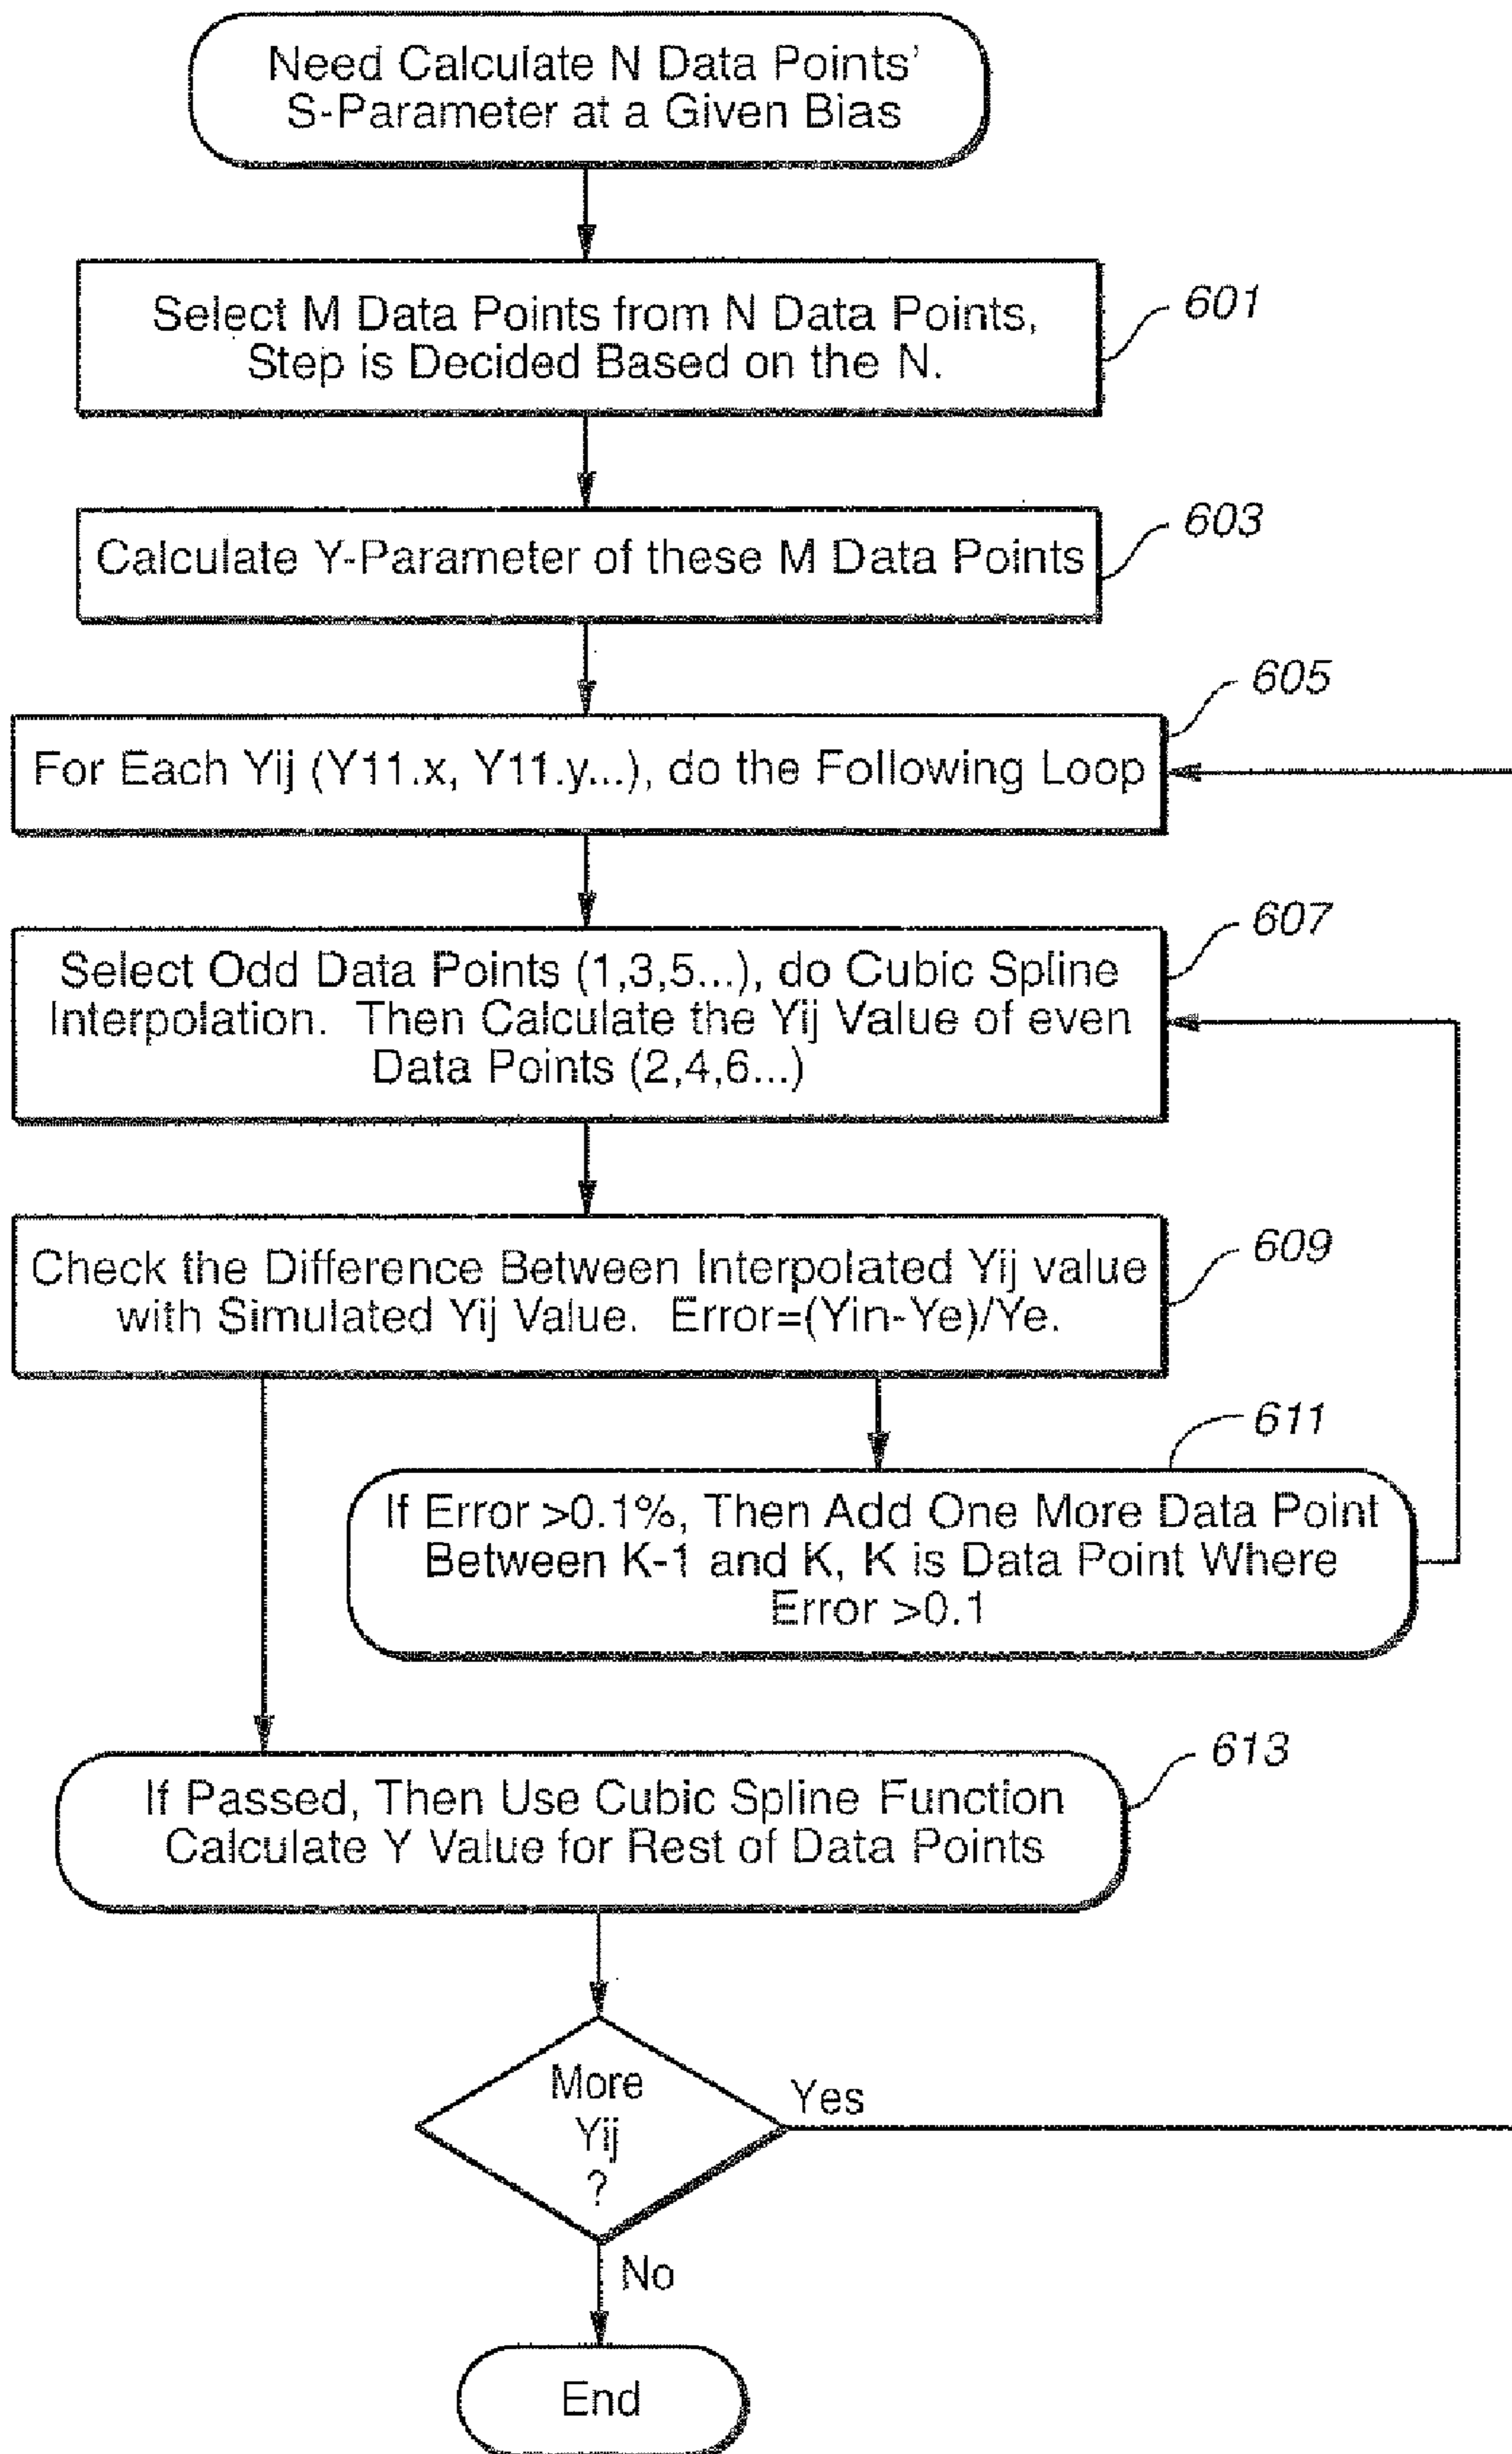 Need Calculate N Data Points'
S-Parameter at a Given Bias
Select M Data Points from N Data Points,
Step is Decided Based on the N.
601
Calculate Y-Parameter of these M Data Points
603
605
For Each Yij (Y11.x, Y11.y...), do the Following Loop
607
Select Odd Data Points (1,3,5...), do Cubic Spline
Interpolation. Then Calculate the Yij Value of even
Data Points (2,4,6...)
609
Check the Difference Between Interpolated Yij value
with Simulated Yij Value. Error=(Yin-Ye)/Ye.
611
If Error >0.1%, Then Add One More Data Point
Between K-1 and K, K is Data Point Where
Error >0.1
613
If Passed, Then Use Cubic Spline Function
Calculate Y Value for Rest of Data Points
More
Yij
?
Yes
No
End